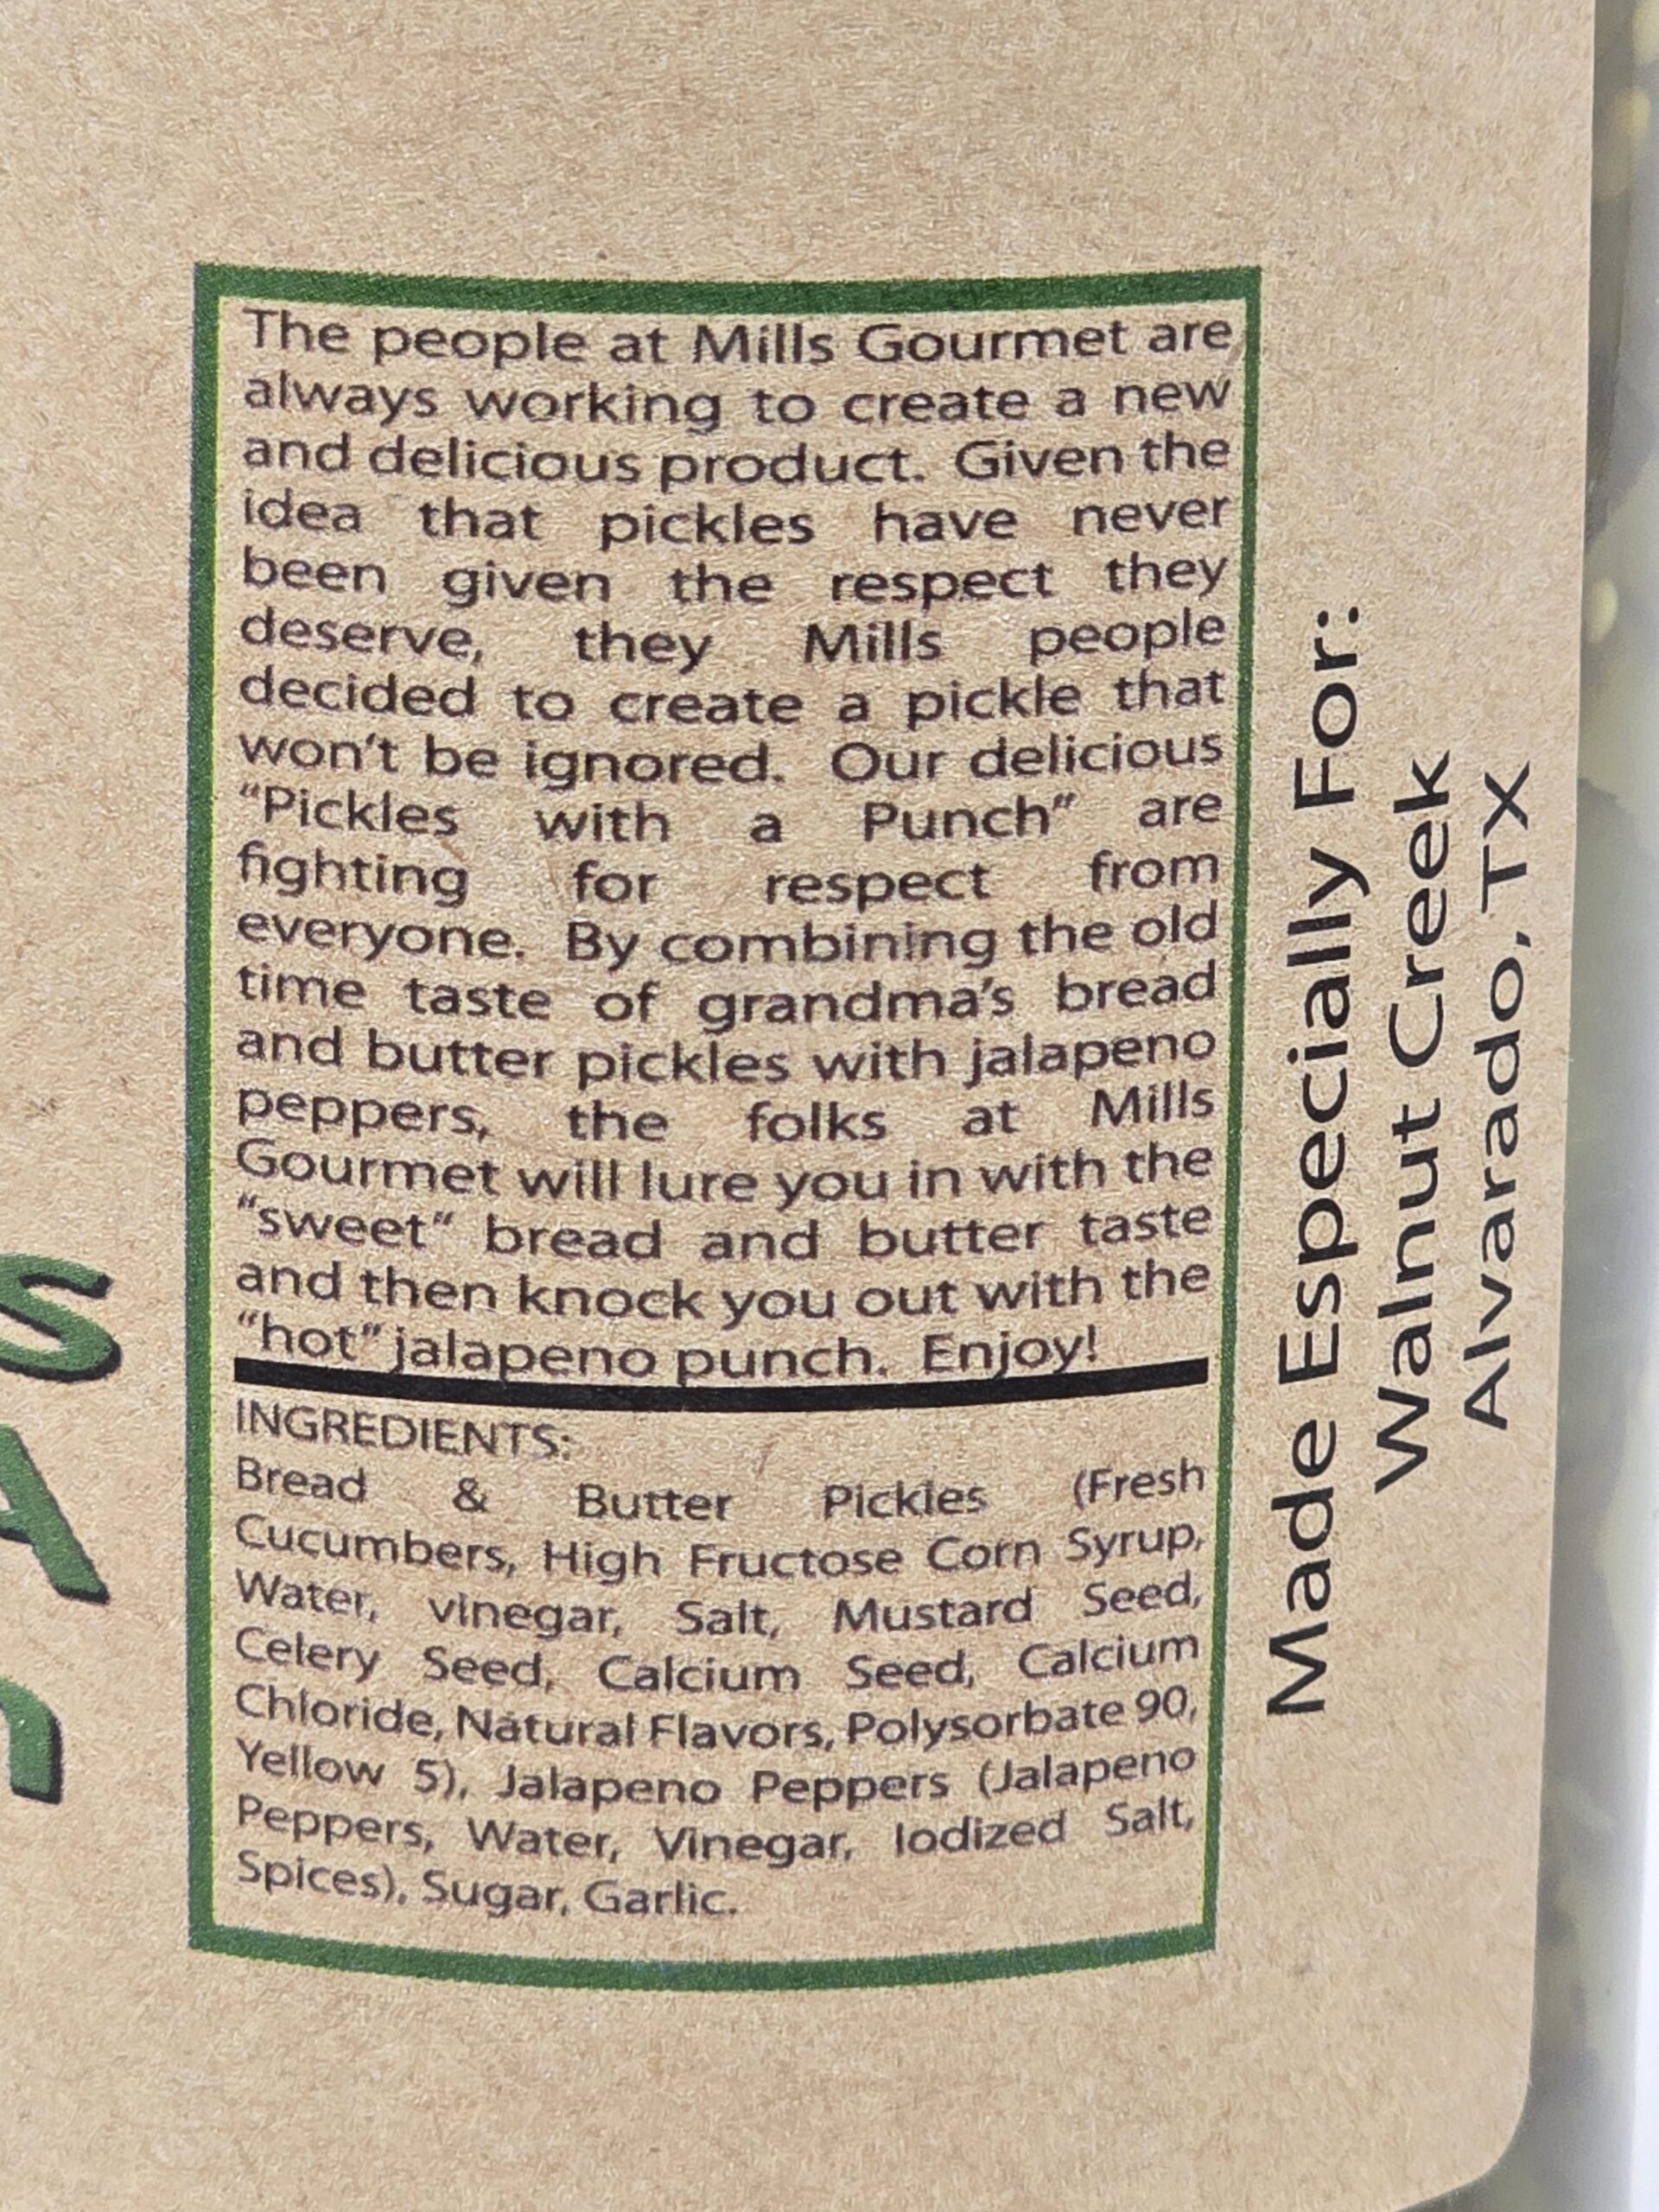 The people at Mills Gourmet are
always working to create a new
and delicious product. Given the
idea that pickles have never
been given the respect they
deserve, they Mills people
decided to create a pickle that
won't be ignored. Our delicious
"Pickles with a Punch" are
fighting for respect from
everyone. By combining the old
time taste of grandma's bread
and butter pickles with jalapeno
peppers, the folks at Mills
Gourmet will lure you in with the
"sweet" bread and butter taste
and then knock you out with the
"hot" jalapeno punch. Enjoy!
INGREDIENTS:
Bread & Butter Pickles (Fresh
Cucumbers, High Fructose Corn Syrup,
Water, vinegar, Salt, Mustard Seed,
Celery Seed, Calcium Seed, Calcium
Chloride, Natural Flavors, Polysorbate 90,
Yellow 5), Jalapeno Peppers (Jalapeno
Peppers, Water, Vinegar, Iodized Salt,
Spices), Sugar, Garlic.
Made Especially For:
Walnut Creek
Alvarado, TX